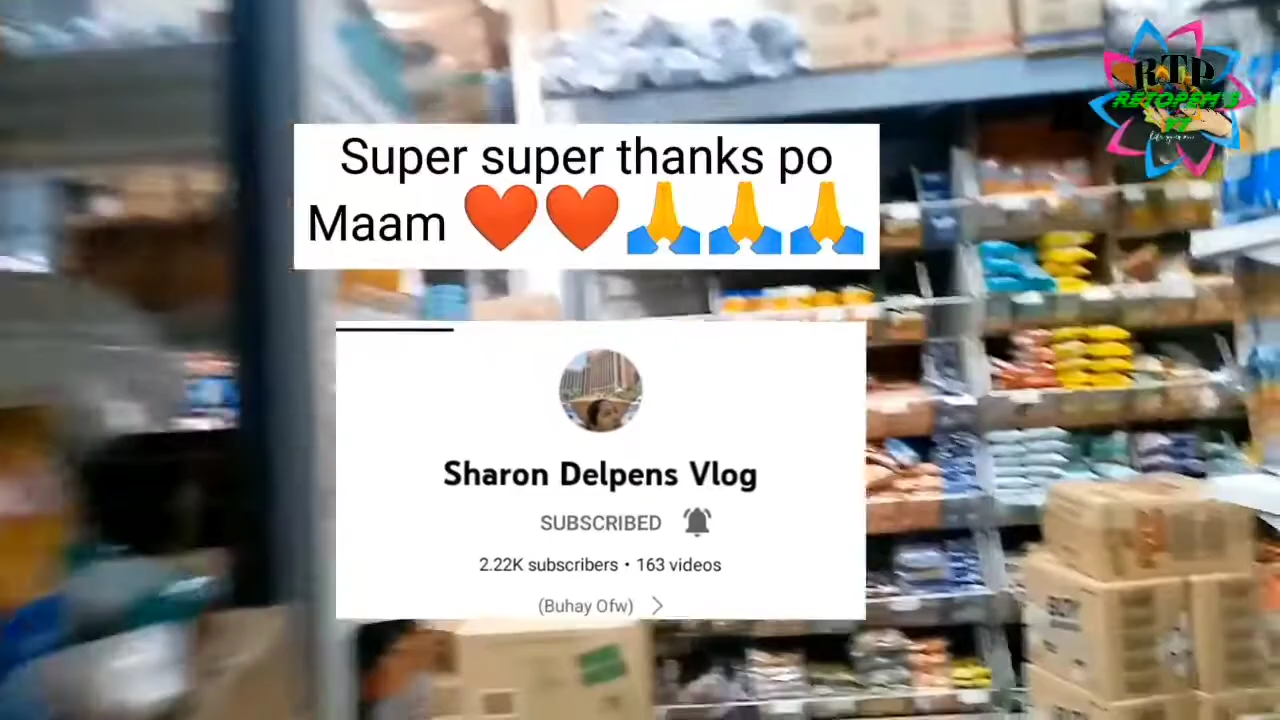 Super super thanks po
Maam ❤️❤️🙏🙏🙏
RTP
Sharon Delpens Vlog
SUBSCRIBED
2.22K subscribers • 163 videos
(Buhay Ofw)